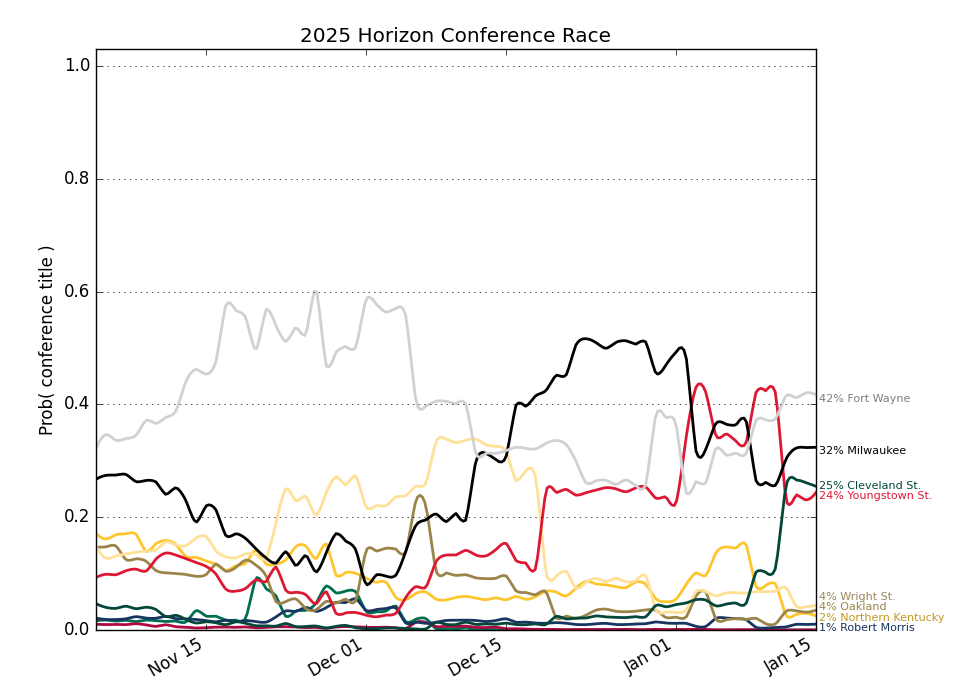 2025 Horizon Conference Race
Prob( conference title )
1.0
0.8
0.6
0.4
0.2
0.0
Nov 15
Dec 01
Dec 15
Jan 01
Jan 15
42% Fort Wayne
32% Milwaukee
25% Cleveland St.
24% Youngstown St.
4% Wright St.
4% Oakland
2% Northern Kentucky
1% Robert Morris